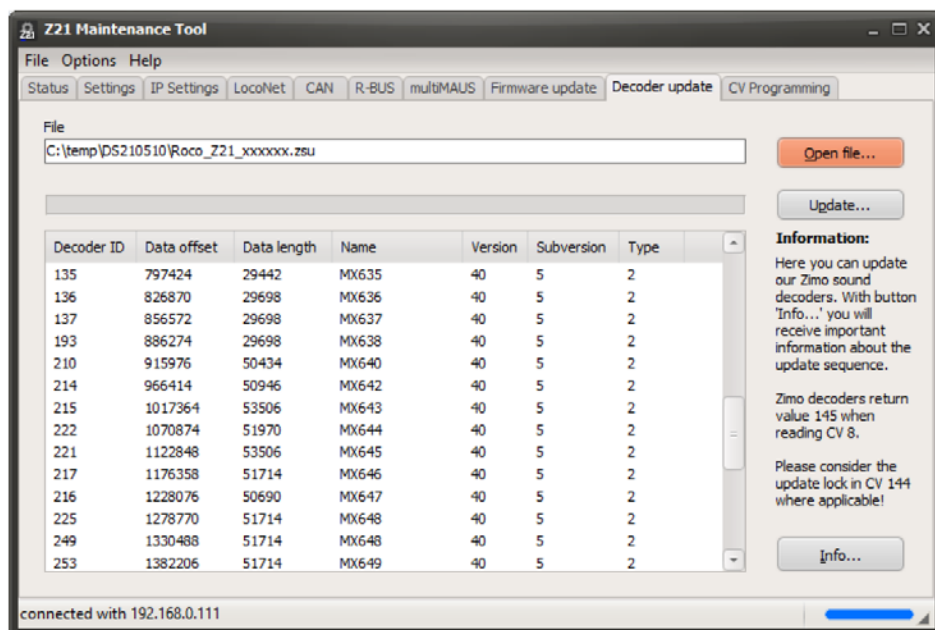 Z21 Maintenance Tool
File Options Help
Status Settings IP Settings LocoNet CAN R-BUS multiMAUS Firmware update Decoder update CV Programming
File
C:\temp\DS210510\Roco_Z21_xxxxxx.zsu
Open file...
Update...
Decoder ID Data offset Data length Name Version Subversion Type
135 797424 29442 MX635 40 5 2
136 826870 29698 MX636 40 5 2
137 856572 29698 MX637 40 5 2
193 886274 29698 MX638 40 5 2
210 915976 50434 MX640 40 5 2
214 966414 50946 MX642 40 5 2
215 1017364 53506 MX643 40 5 2
222 1070874 51970 MX644 40 5 2
221 1122848 53506 MX645 40 5 2
217 1176358 51714 MX646 40 5 2
216 1228076 50690 MX647 40 5 2
225 1278770 51714 MX648 40 5 2
249 1330488 51714 MX648 40 5 2
253 1382206 51714 MX649 40 5 2
Information:
Here you can update
our Zimo sound
decoders. With button
'Info...' you will
receive important
information about the
update sequence.
Zimo decoders return
value 145 when
reading CV 8.
Please consider the
update lock in CV 144
where applicable!
Info...
connected with 192.168.0.111